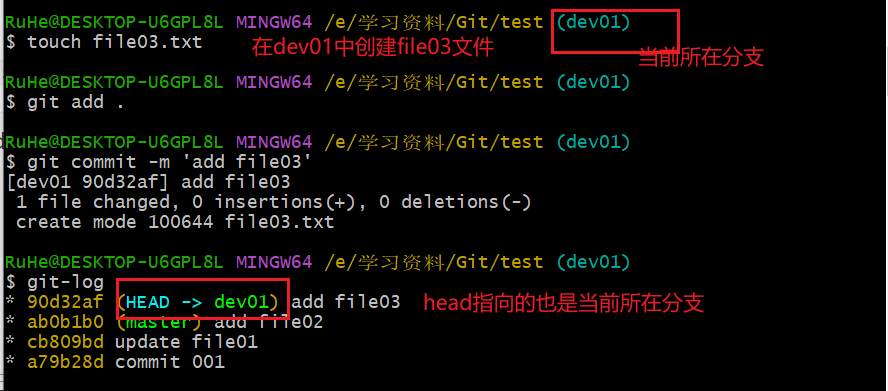 RuHe@DESKTOP-U6GPL8L MINGW64 /e/学习资料/Git/test (dev01)
$ touch file03.txt 在dev01中创建file03文件
当前所在分支
RuHe@DESKTOP-U6GPL8L MINGW64 /e/学习资料/Git/test (dev01)
$ git add .
RuHe@DESKTOP-U6GPL8L MINGW64 /e/学习资料/Git/test (dev01)
$ git commit -m 'add file03'
[dev01 90d32af] add file03
1 file changed, 0 insertions(+), 0 deletions(-)
create mode 100644 file03.txt
RuHe@DESKTOP-U6GPL8L MINGW64 /e/学习资料/Git/test (dev01)
$ git-log
* 90d32af (HEAD -> dev01) add file03 head指向的也是当前所在分支
* ab0b1b0 (master) add file02
* cb809bd update file01
* a79b28d commit 001